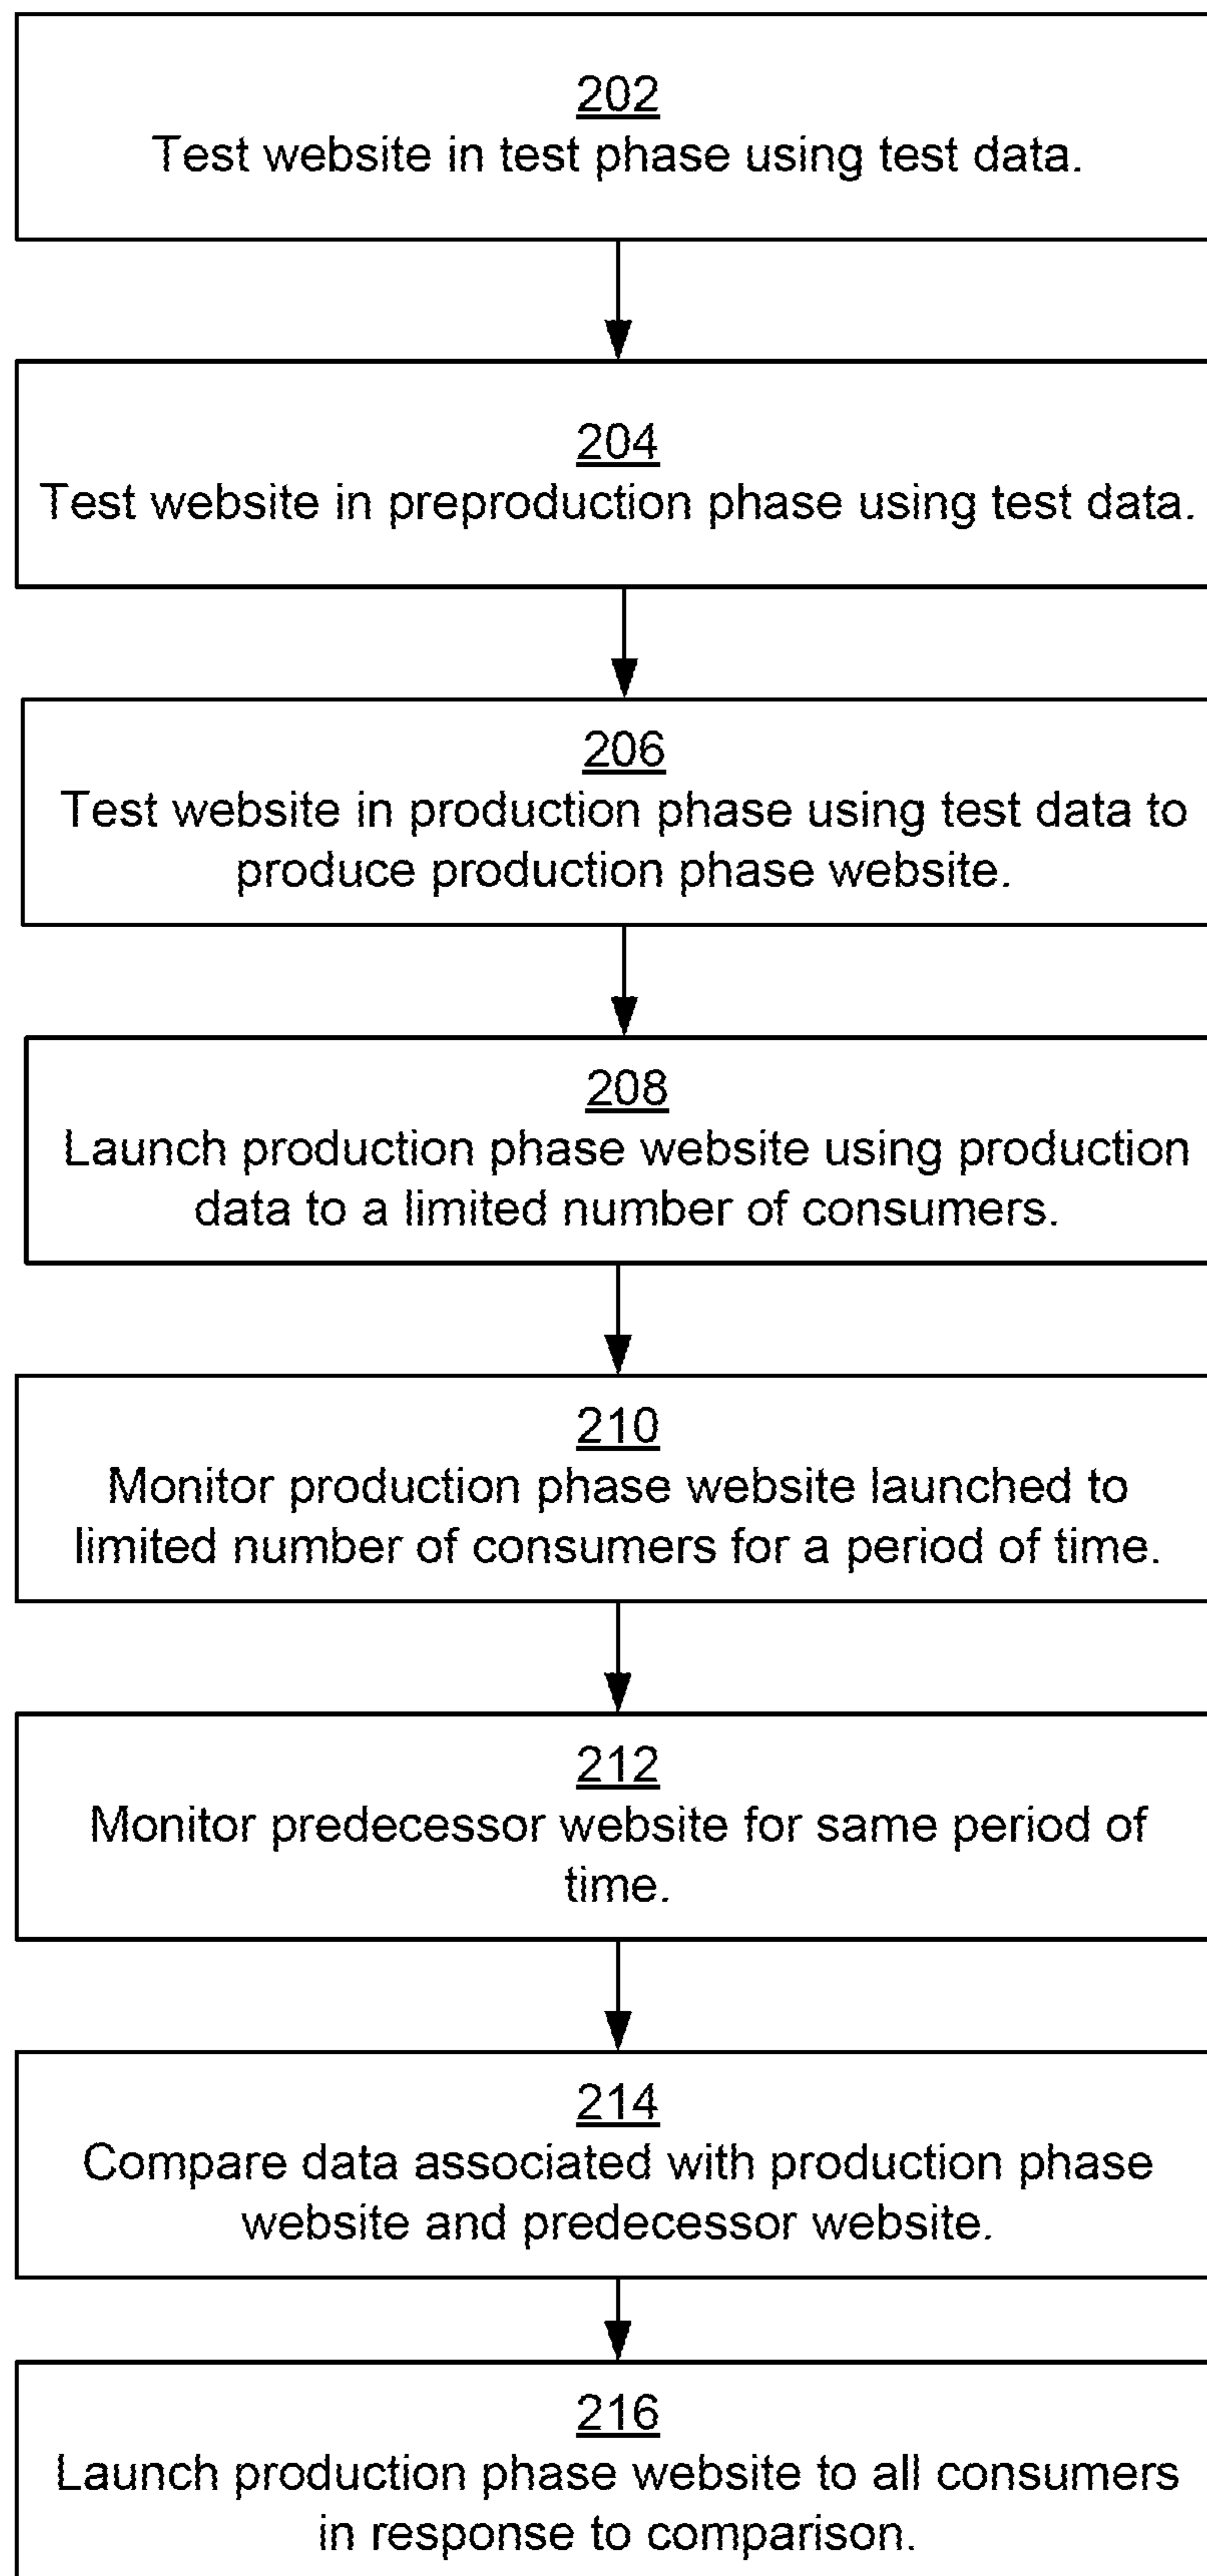 202
Test website in test phase using test data.
204
Test website in preproduction phase using test data.
206
Test website in production phase using test data to
produce production phase website.
208
Launch production phase website using production
data to a limited number of consumers.
210
Monitor production phase website launched to
limited number of consumers for a period of time.
212
Monitor predecessor website for same period of
time.
214
Compare data associated with production phase
website and predecessor website.
216
Launch production phase website to all consumers
in response to comparison.